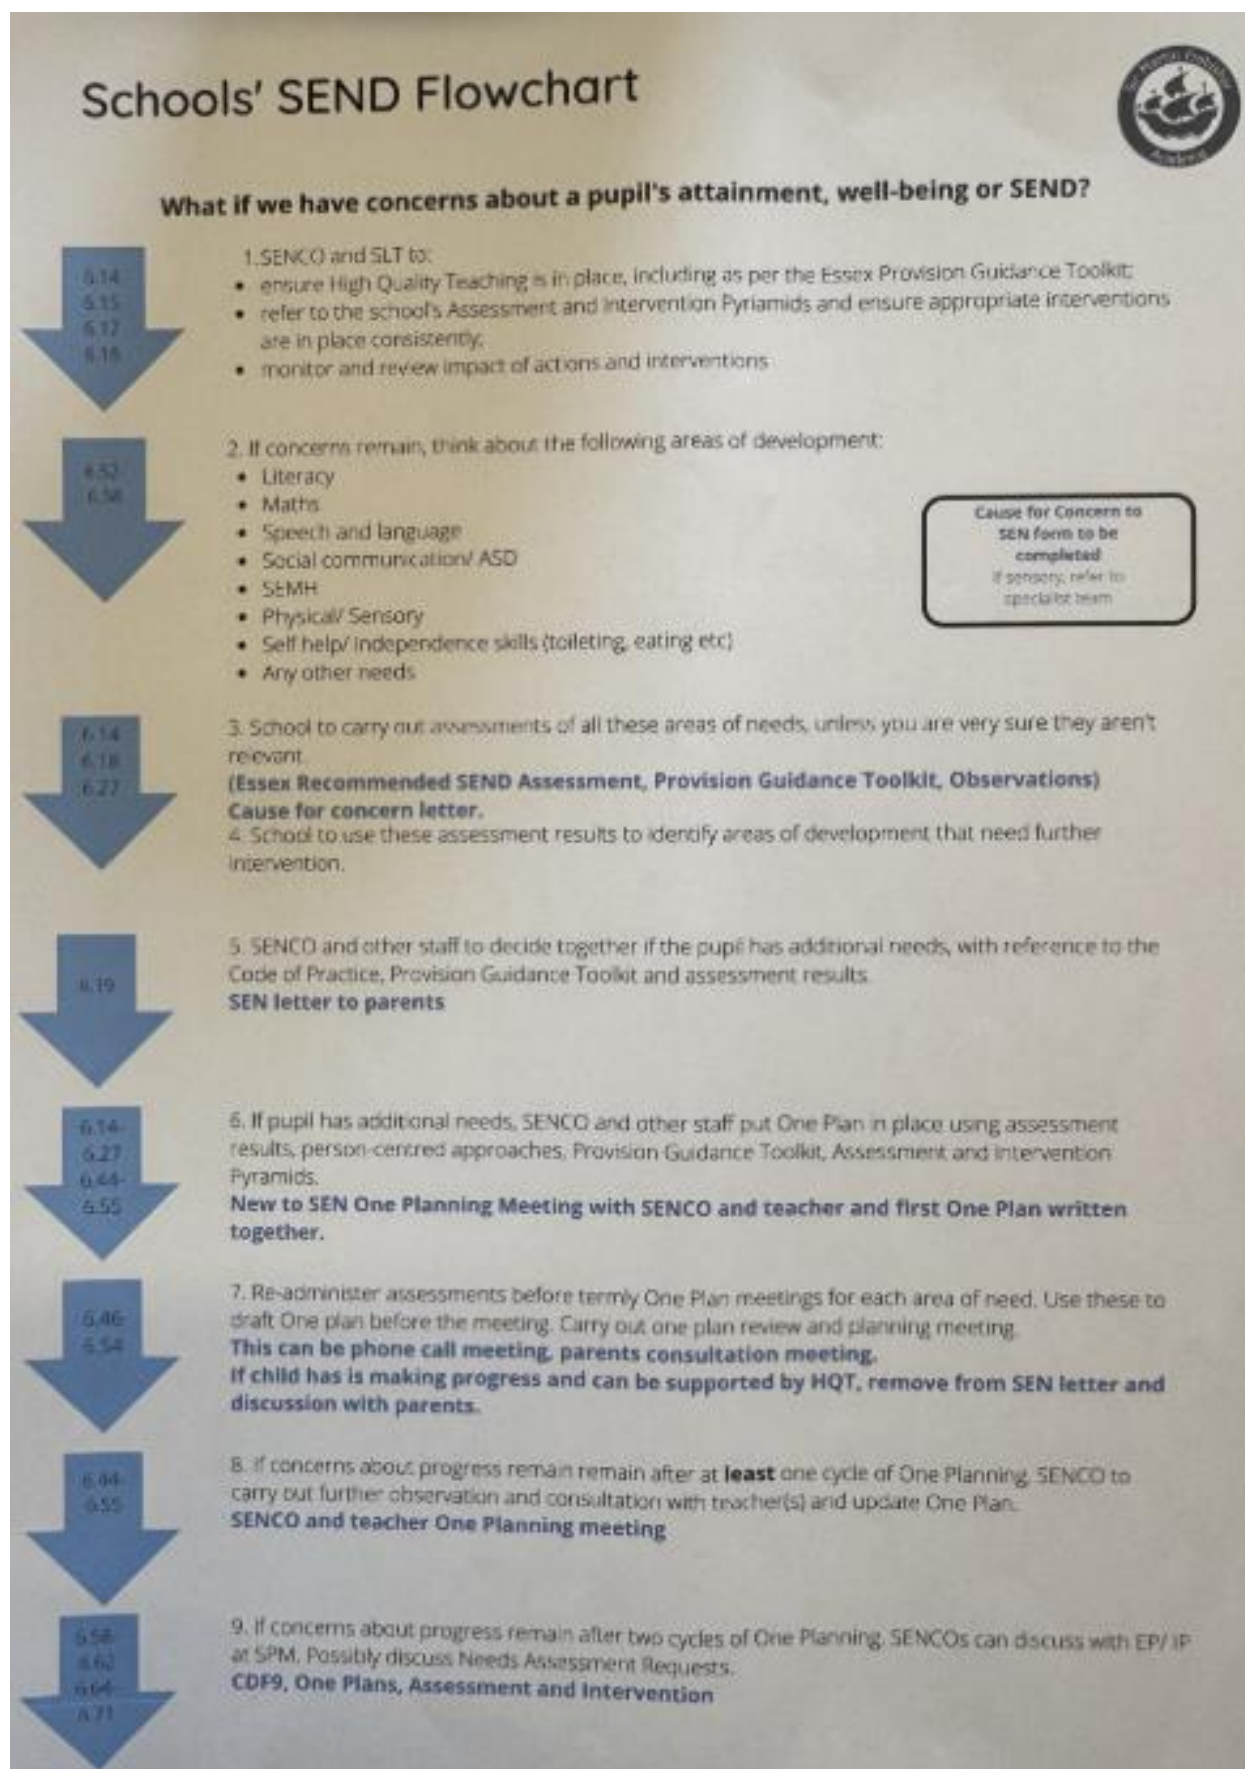 Schools' SEND Flowchart
Sir Martin Frobisher
Academy
What if we have concerns about a pupil's attainment, well-being or SEND?
6.14
6.15
6.17
6.18
1.SENCO and SLT to:
• ensure High Quality Teaching is in place, including as per the Essex Provision Guidance Toolkit;
• refer to the school's Assessment and Intervention Pyriamids and ensure appropriate interventions
are in place consistently;
• monitor and review impact of actions and interventions
6.58
2. If concerns remain, think about the following areas of development:
• Literacy
• Maths
• Speech and language
• Social communication/ ASD
• SEMH
• Physical/ Sensory
• Self help/ independence skills (toileting, eating etc)
• Any other needs
Cause for Concern to
SEN form to be
completed
If sensory, refer to
specialist team
6.14
6.18
6.27
3. School to carry out assessments of all these areas of needs, unless you are very sure they aren't
relevant.
(Essex Recommended SEND Assessment, Provision Guidance Toolkit, Observations)
Cause for concern letter.
4. School to use these assessment results to identify areas of development that need further
intervention.
6.19
5. SENCO and other staff to decide together if the pupil has additional needs, with reference to the
Code of Practice, Provision Guidance Toolkit and assessment results.
SEN letter to parents
6.14-
6.27
6.44-
6.55
6. If pupil has additional needs, SENCO and other staff put One Plan in place using assessment
results, person-centred approaches, Provision Guidance Toolkit, Assessment and Intervention
Pyramids.
New to SEN One Planning Meeting with SENCO and teacher and first One Plan written
together.
6.46-
6.54
7. Re-administer assessments before termly One Plan meetings for each area of need. Use these to
draft One plan before the meeting. Carry out one plan review and planning meeting.
This can be phone call meeting, parents consultation meeting.
If child has is making progress and can be supported by HQT, remove from SEN letter and
discussion with parents.
6.44-
6.55
8. If concerns about progress remain remain after at least one cycle of One Planning, SENCO to
carry out further observation and consultation with teacher(s) and update One Plan.
SENCO and teacher One Planning meeting
6.58-
6.62
6.64-
6.71
9. If concerns about progress remain after two cycles of One Planning, SENCOs can discuss with EP/ IP
at SPM. Possibly discuss Needs Assessment Requests.
CDF9, One Plans, Assessment and Intervention